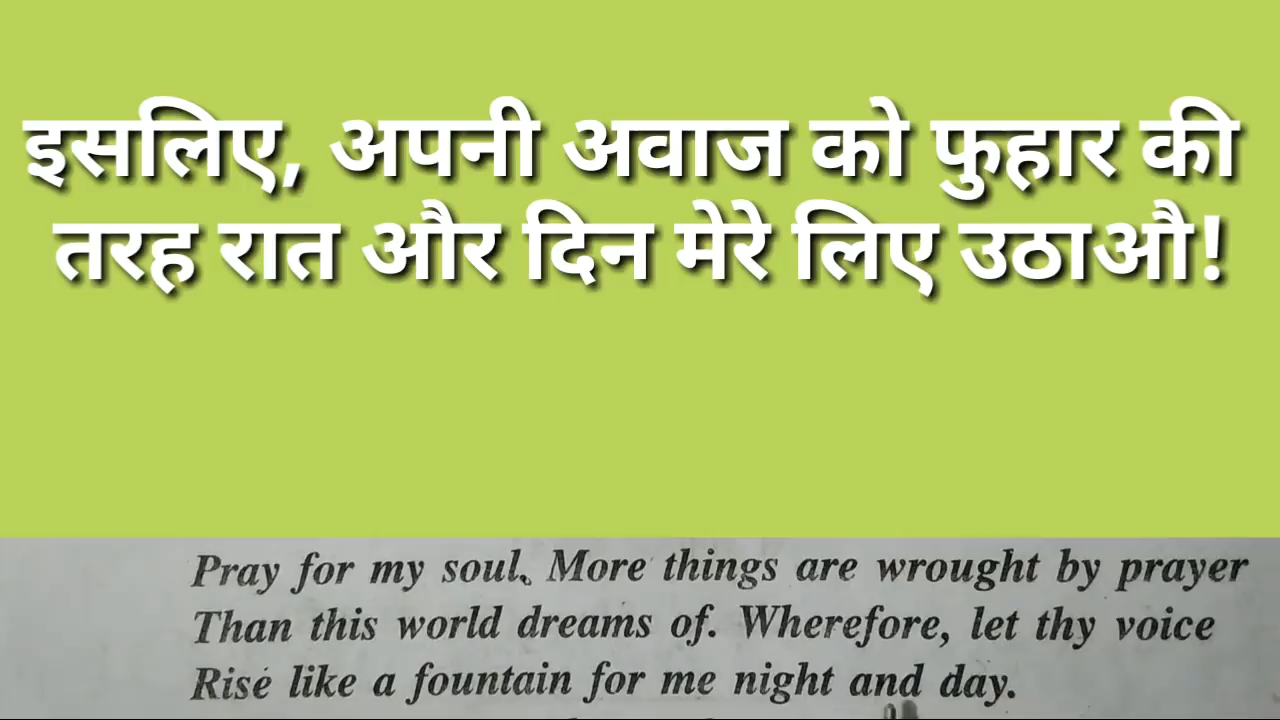 इसलिए, अपनी अवाज को फुहार की
तरह रात और दिन मेरे लिए उठाऔ!
Pray for my soul. More things are wrought by prayer
Than this world dreams of. Wherefore, let thy voice
Rise like a fountain for me night and day.